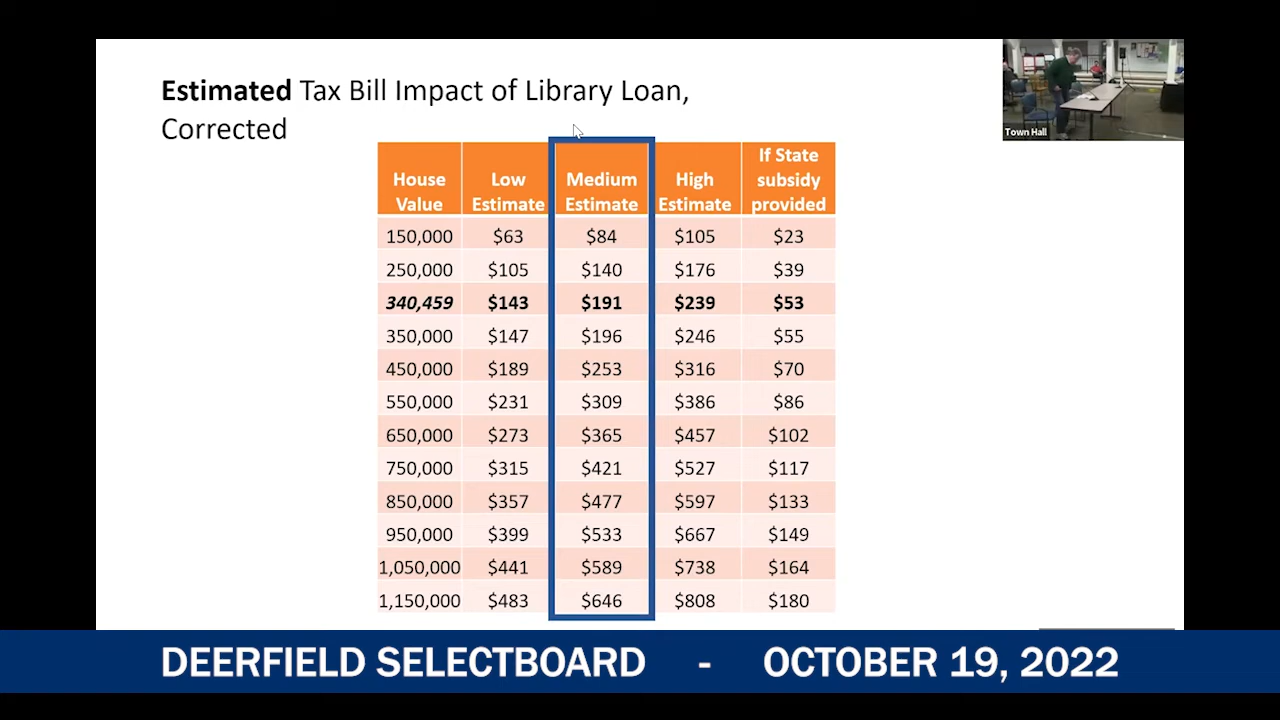 Estimated Tax Bill Impact of Library Loan,
Corrected
House Value Low Estimate Medium Estimate High Estimate If State subsidy provided
150,000 $63 $84 $105 $23
250,000 $105 $140 $176 $39
340,459 $143 $191 $239 $53
350,000 $147 $196 $246 $55
450,000 $189 $253 $316 $70
550,000 $231 $309 $386 $86
650,000 $273 $365 $457 $102
750,000 $315 $421 $527 $117
850,000 $357 $477 $597 $133
950,000 $399 $533 $667 $149
1,050,000 $441 $589 $738 $164
1,150,000 $483 $646 $808 $180
Town Hall
DEERFIELD SELECTBOARD - OCTOBER 19, 2022